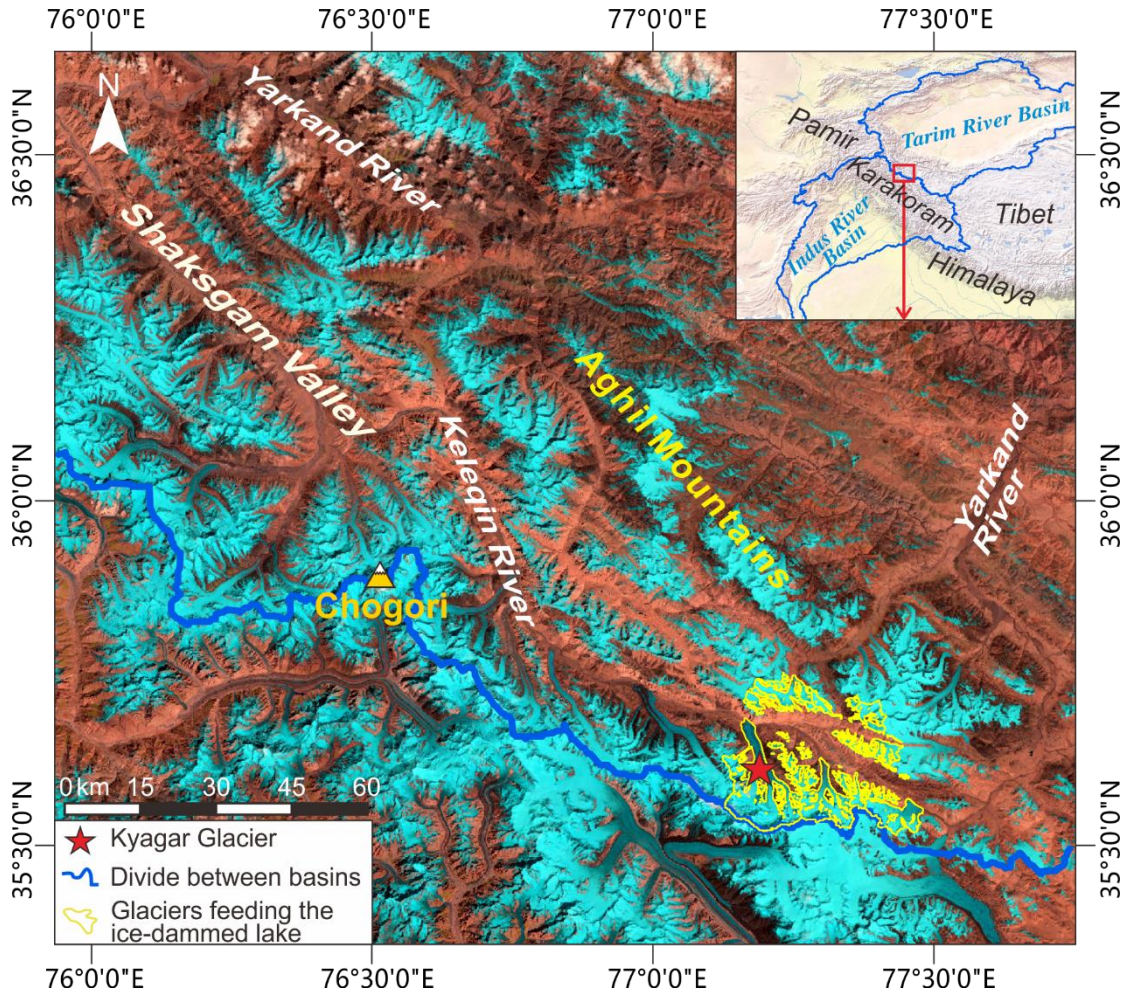 76°0'0"E 76°30'0"E 77°0'0"E 77°30'0"E
36°30'0"N
36°0'0"N
35°30'0"N
N
Yarkand River
Shaksgam Valley
Keleqin River
Aghil Mountains
Yarkand
River
Chogori
Pamir
Tarim River Basin
Karakoram
Tibet
Indus River
Basin
Himalaya
36°30'0"N
36°0'0"N
35°30'0"N
0 km 15 30 45 60
Kyagar Glacier
Divide between basins
Glaciers feeding the
ice-dammed lake
76°0'0"E 76°30'0"E 77°0'0"E 77°30'0"E